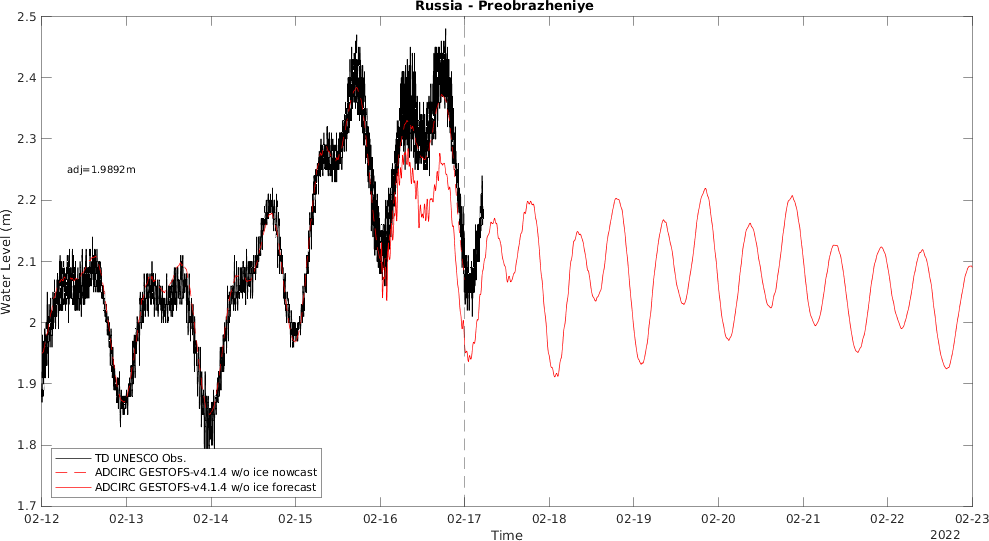 Russia - Preobrazheniye
2.5
2.4
2.3
2.2
2.1
2
1.9
1.8
1.7
Water Level (m)
adj=1.9892m
TD UNESCO Obs.
ADCIRC GESTOFS-v4.1.4 w/o ice nowcast
ADCIRC GESTOFS-v4.1.4 w/o ice forecast
02-12 02-13 02-14 02-15 02-16 02-17 02-18 02-19 02-20 02-21 02-22 02-23
Time
2022